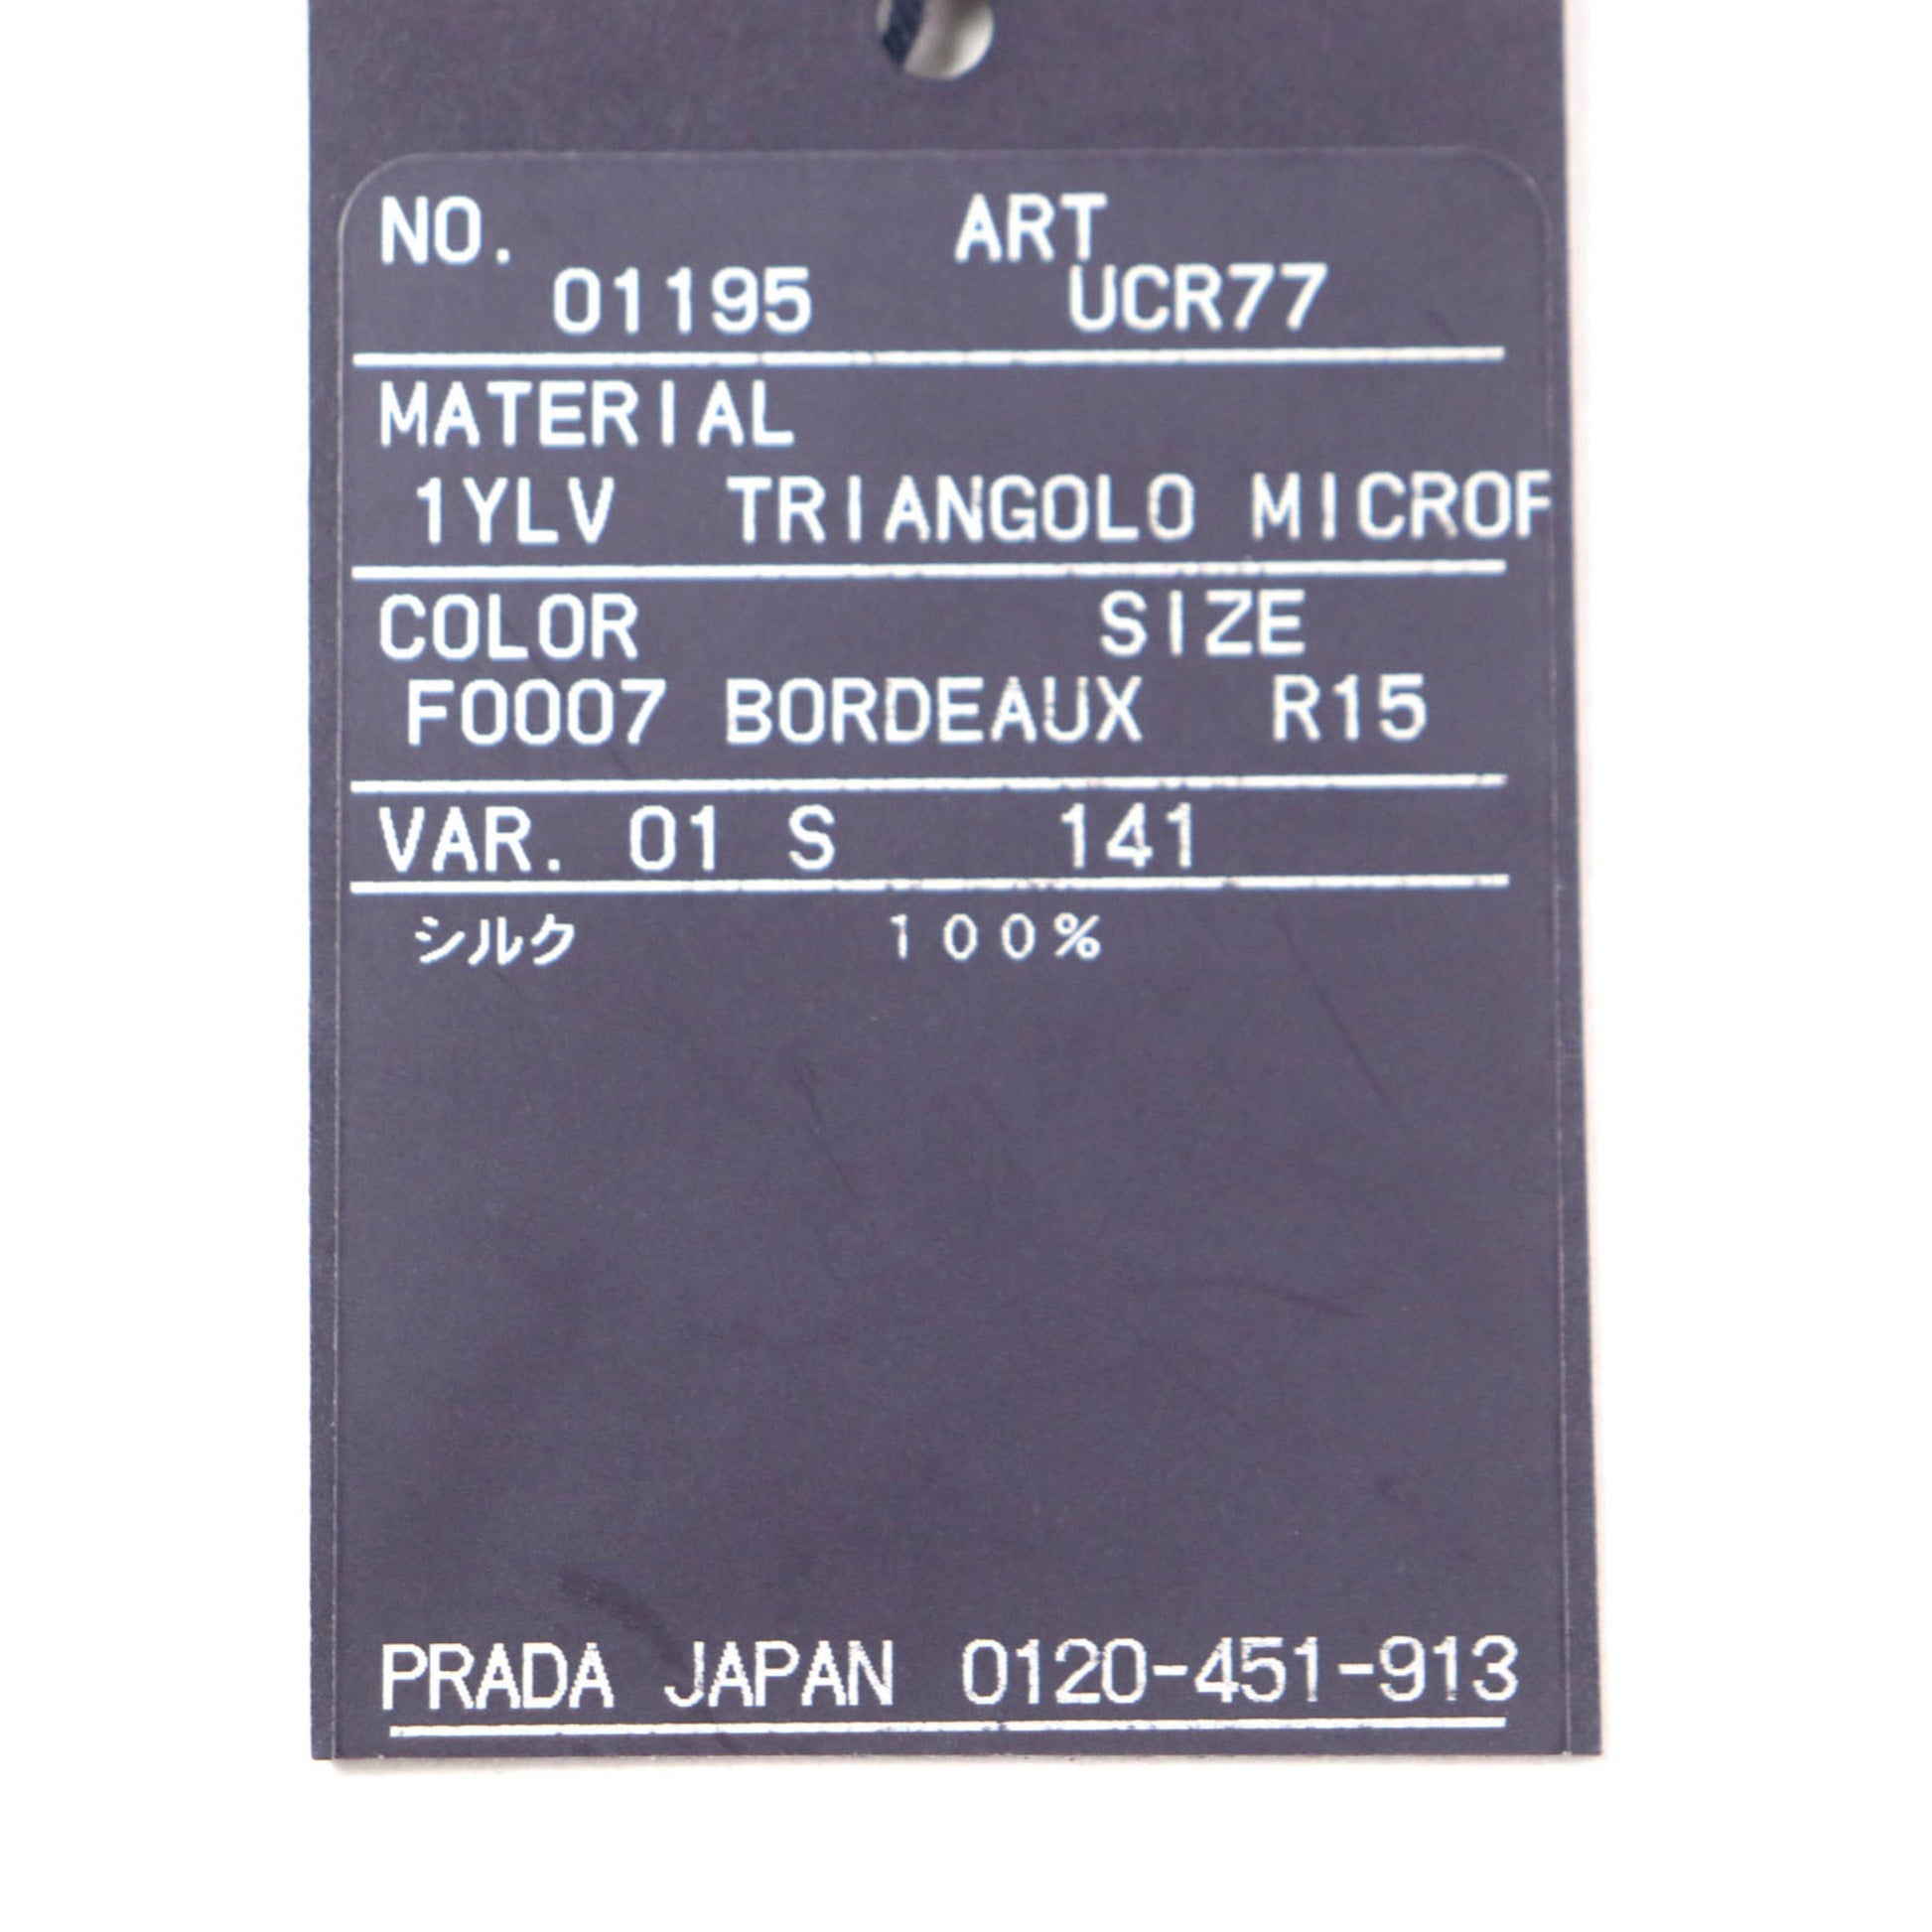 NO. ART
01195 UCR77
MATERIAL
1YLV TRIANGOLO MICROF
COLOR SIZE
F0007 BORDEAUX R15
VAR. 01 S 141
シルク 100%
PRADA JAPAN 0120-451-913